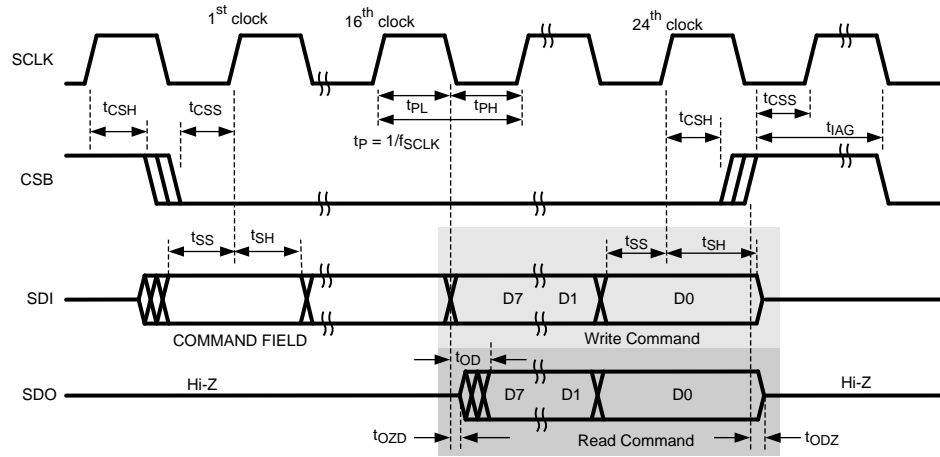 1st clock 16th clock 24th clock
SCLK
tCSH tCSS tPL tPH tCSH tCSS tIAG
tP = 1/fSCLK
CSB
tSS tSH tSS tSH
SDI D7 D1 D0
COMMAND FIELD Write Command
tOD
Hi-Z Hi-Z
SDO D7 D1 D0
tOZD Read Command tODZ